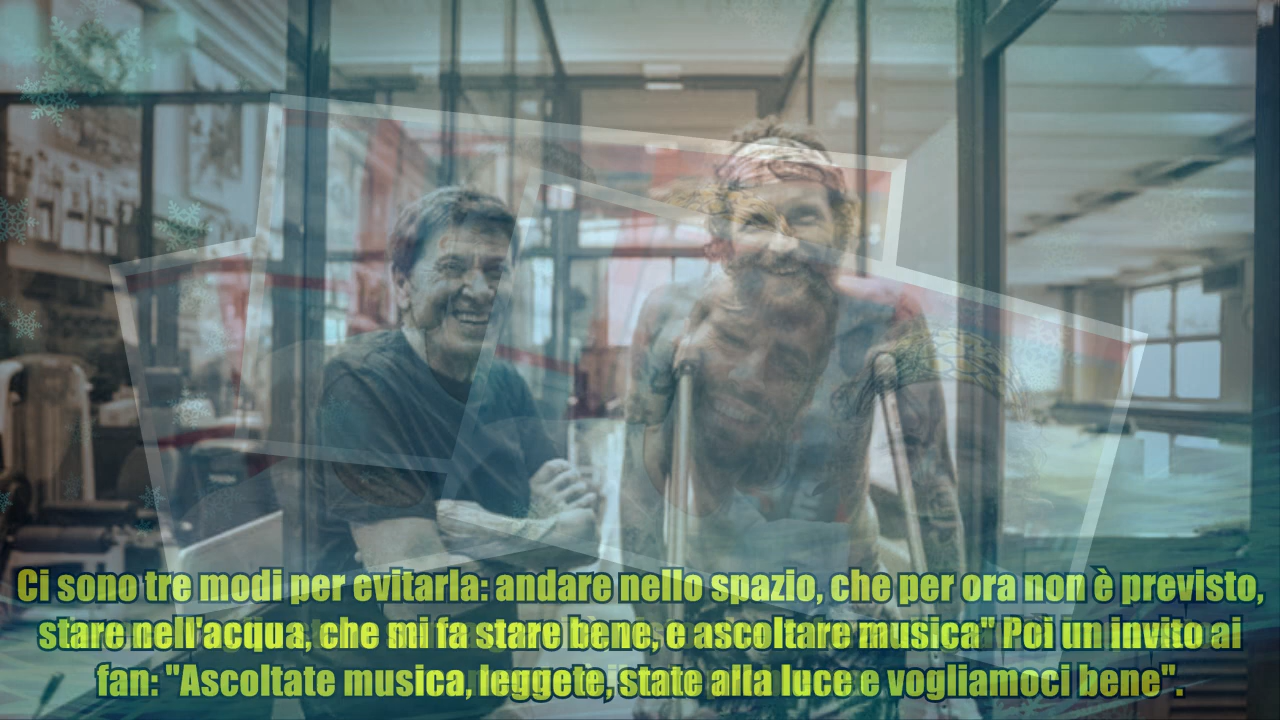 Ci sono tre modi per evitarla: andare nello spazio, che per ora non è previsto,
stare nell'acqua, che mi fa stare bene, e ascoltare musica" Poi un invito ai
fan: "Ascoltate musica, leggete, state alla luce e vogliamoci bene".